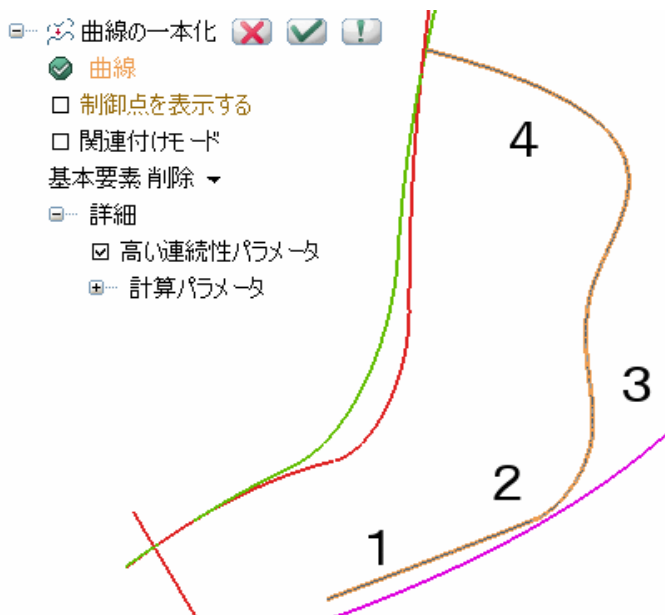 曲線の一本化
曲線
制御点を表示する
関連付けモード
基本要素 削除
詳細
高い連続性パラメータ
計算パラメータ
4
3
2
1